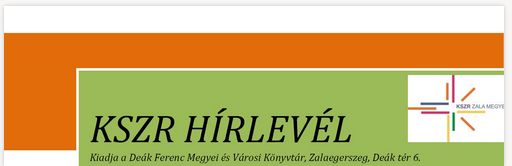 KSZR ZALA MEGYE
KSZR HÍRLEVÉL
Kiadja a Deák Ferenc Megyei és Városi Könyvtár, Zalaegerszeg, Deák tér 6.